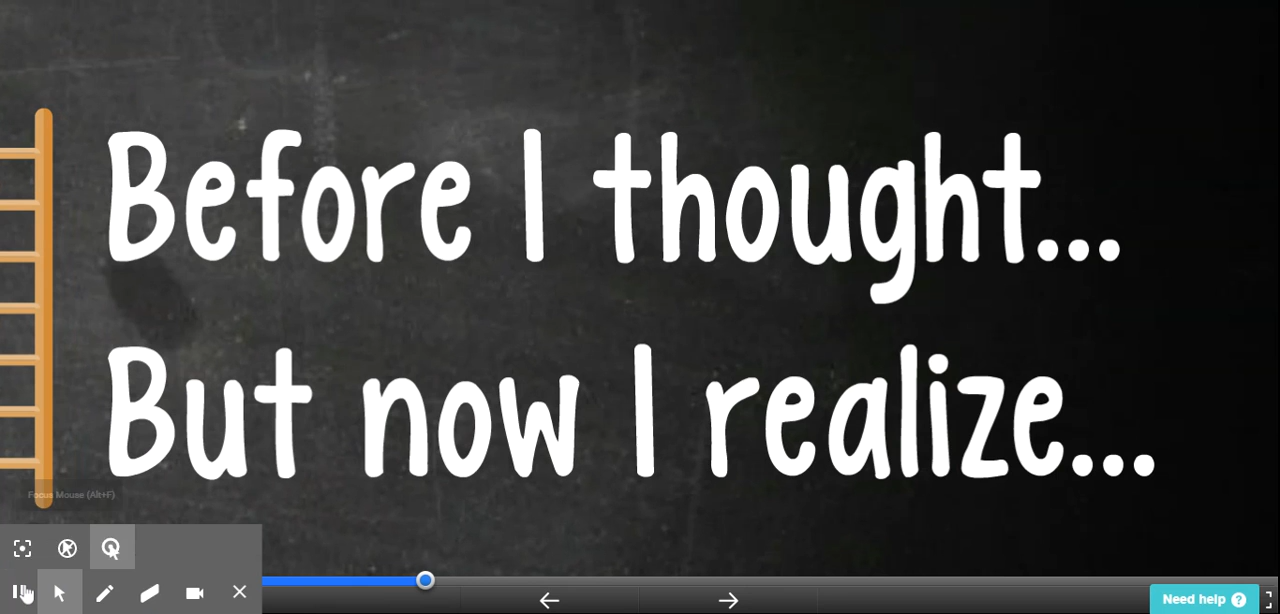 Before I thought...
But now I realize...
Focus Mouse (Alt+F)
Need help ?